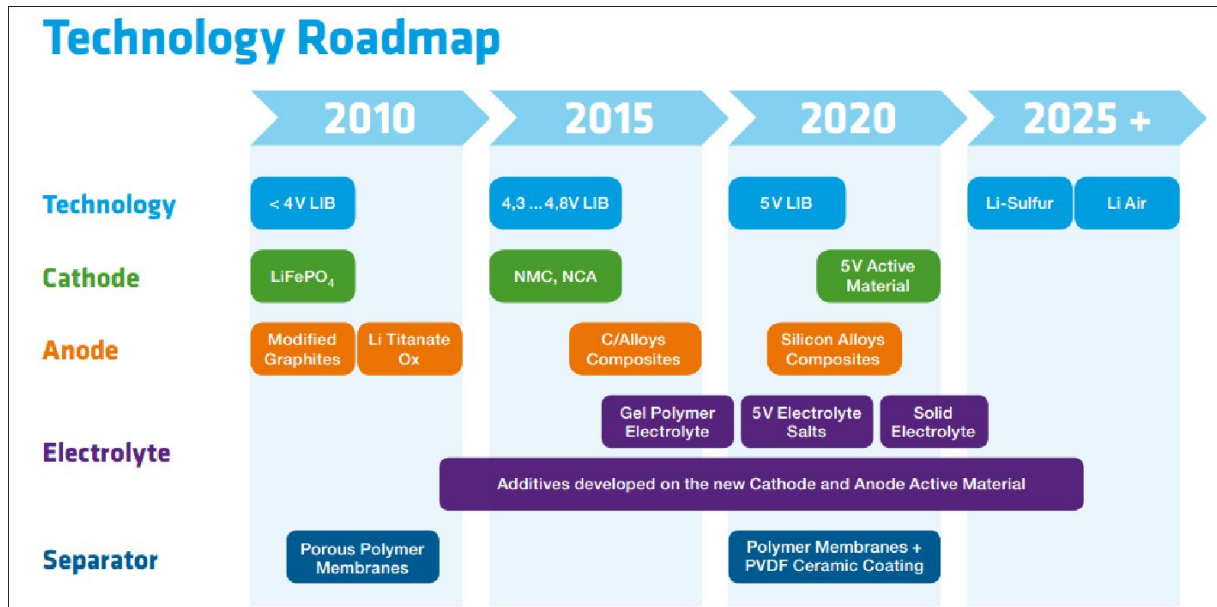 Technology Roadmap
2010
2015
2020
2025 +
Technology
< 4V LIB
4,3 ... 4,8V LIB
5V LIB
Li-Sulfur
Li Air
Cathode
LiFePO₄
NMC, NCA
5V Active
Material
Anode
Modified
Graphites
Li Titanate
Ox
C/Alloys
Composites
Silicon Alloys
Composites
Electrolyte
Gel Polymer
Electrolyte
5V Electrolyte
Salts
Solid
Electrolyte
Additives developed on the new Cathode and Anode Active Material
Separator
Porous Polymer
Membranes
Polymer Membranes +
PVDF Ceramic Coating